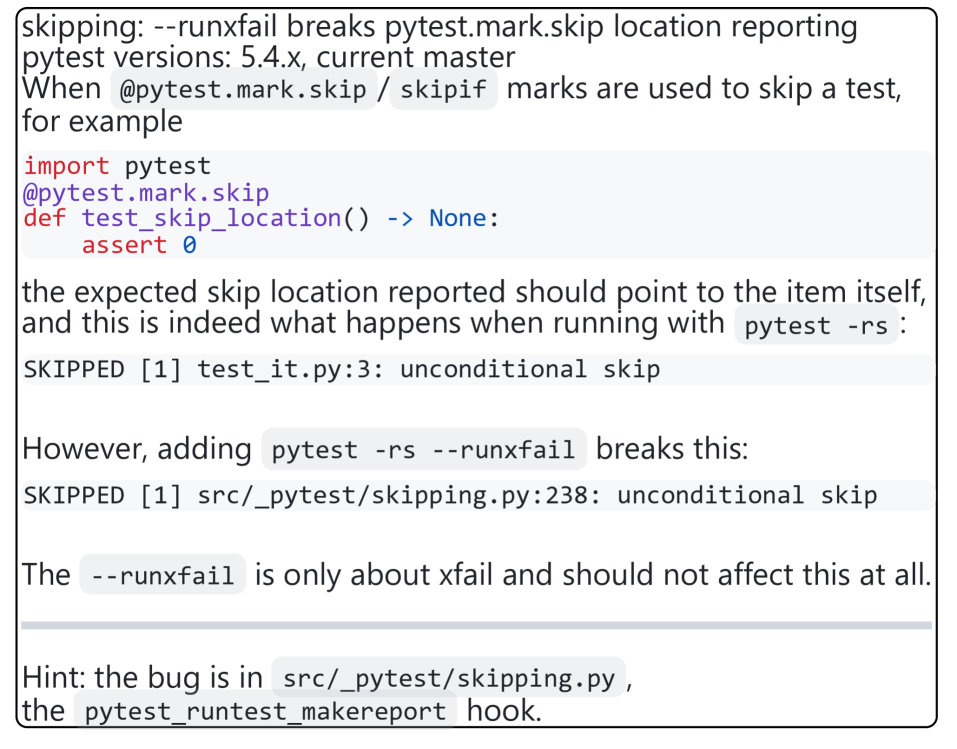 skipping: --runxfail breaks pytest.mark.skip location reporting
pytest versions: 5.4.x, current master
When @pytest.mark.skip / skipif marks are used to skip a test,
for example
import pytest
@pytest.mark.skip
def test_skip_location() -> None:
    assert 0
the expected skip location reported should point to the item itself,
and this is indeed what happens when running with pytest -rs :
SKIPPED [1] test_it.py:3: unconditional skip
However, adding pytest -rs --runxfail breaks this:
SKIPPED [1] src/_pytest/skipping.py:238: unconditional skip
The --runxfail is only about xfail and should not affect this at all.
Hint: the bug is in src/_pytest/skipping.py ,
the pytest_runtest_makereport hook.